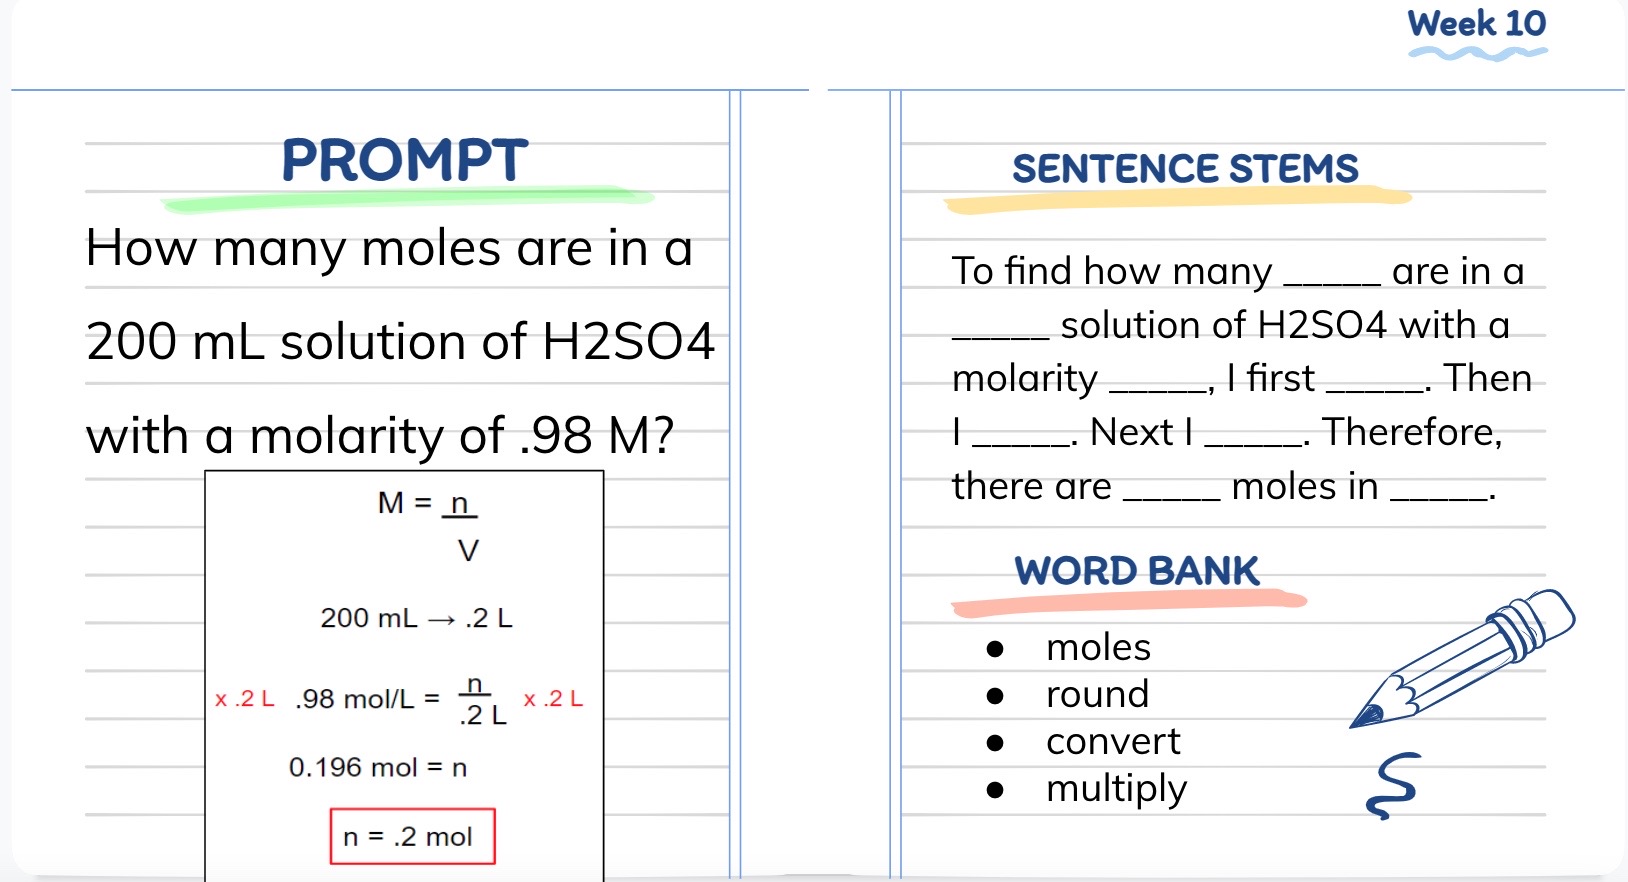 Week 10
PROMPT
How many moles are in a
200 mL solution of H2SO4
with a molarity of .98 M?
M = n
V
200 mL → .2 L
x .2 L .98 mol/L = n x .2 L
.2 L
0.196 mol = n
n = .2 mol
SENTENCE STEMS
To find how many _____ are in a
_____ solution of H2SO4 with a
molarity _____, I first _____. Then
I _____. Next I _____. Therefore,
there are _____ moles in _____.
WORD BANK
● moles
● round
● convert
● multiply